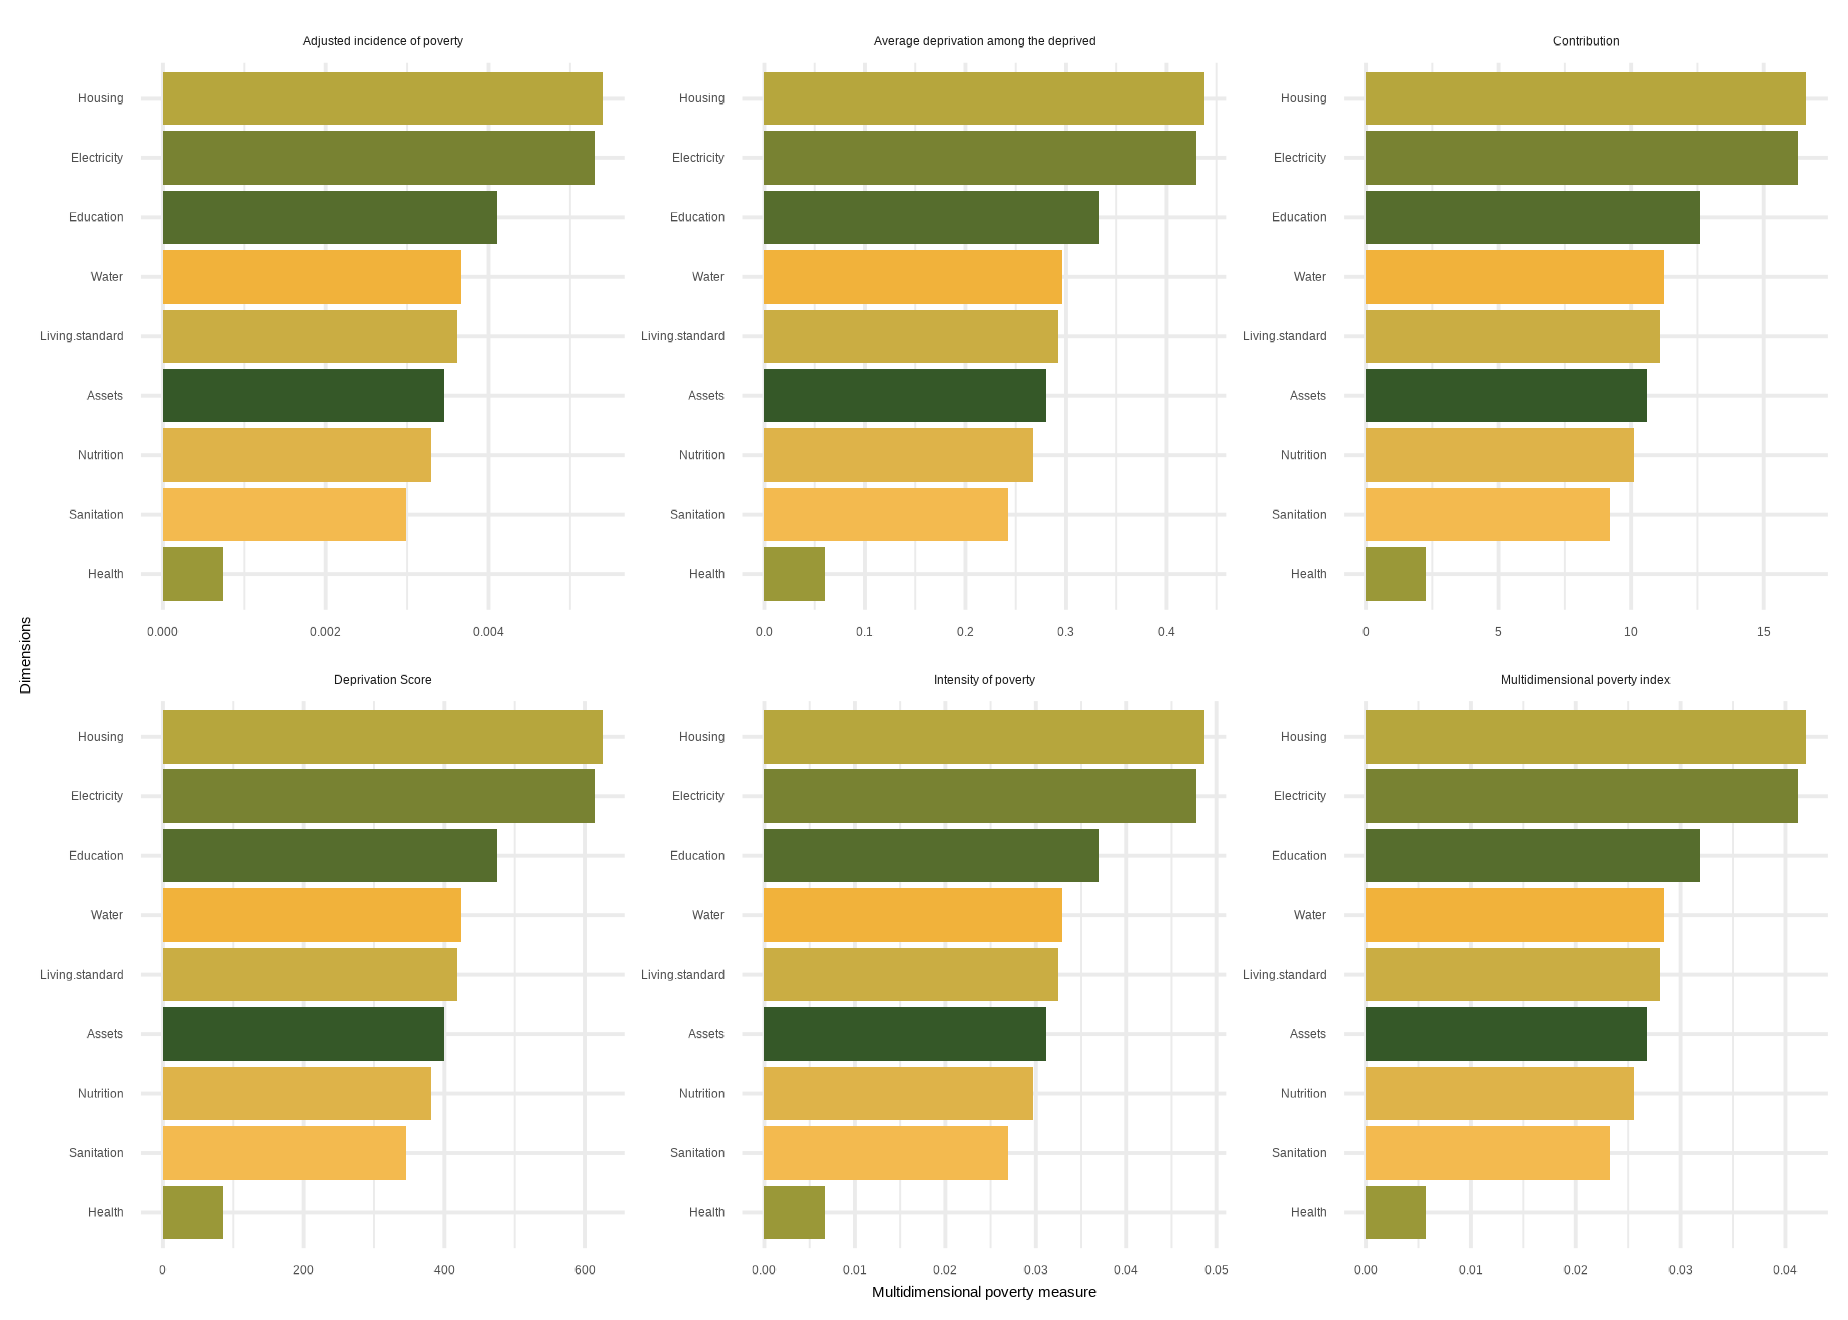 Adjusted incidence of poverty
Average deprivation among the deprived
Contribution
Housing
Electricity
Education
Water
Living.standard
Assets
Nutrition
Sanitation
Health
0.000 0.002 0.004
Housing
Electricity
Education
Water
Living.standard
Assets
Nutrition
Sanitation
Health
0.0 0.1 0.2 0.3 0.4
Housing
Electricity
Education
Water
Living.standard
Assets
Nutrition
Sanitation
Health
0 5 10 15
Dimensions
Deprivation Score
Intensity of poverty
Multidimensional poverty index
Housing
Electricity
Education
Water
Living.standard
Assets
Nutrition
Sanitation
Health
0 200 400 600
Housing
Electricity
Education
Water
Living.standard
Assets
Nutrition
Sanitation
Health
0.00 0.01 0.02 0.03 0.04 0.05
Housing
Electricity
Education
Water
Living.standard
Assets
Nutrition
Sanitation
Health
0.00 0.01 0.02 0.03 0.04
Multidimensional poverty measure